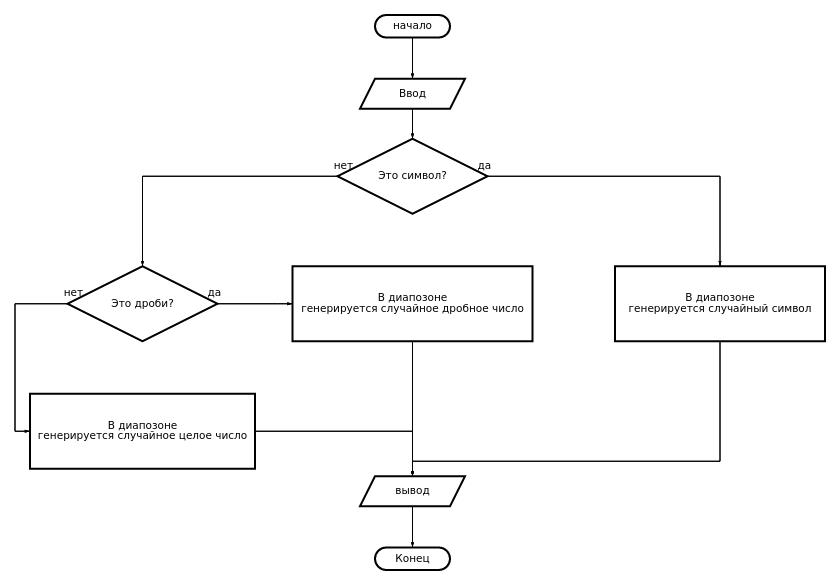 начало
Ввод
Это символ?
нет
да
Это дроби?
нет
да
В диапозоне
генерируется случайное дробное число
В диапозоне
генерируется случайный символ
В диапозоне
генерируется случайное целое число
вывод
Конец